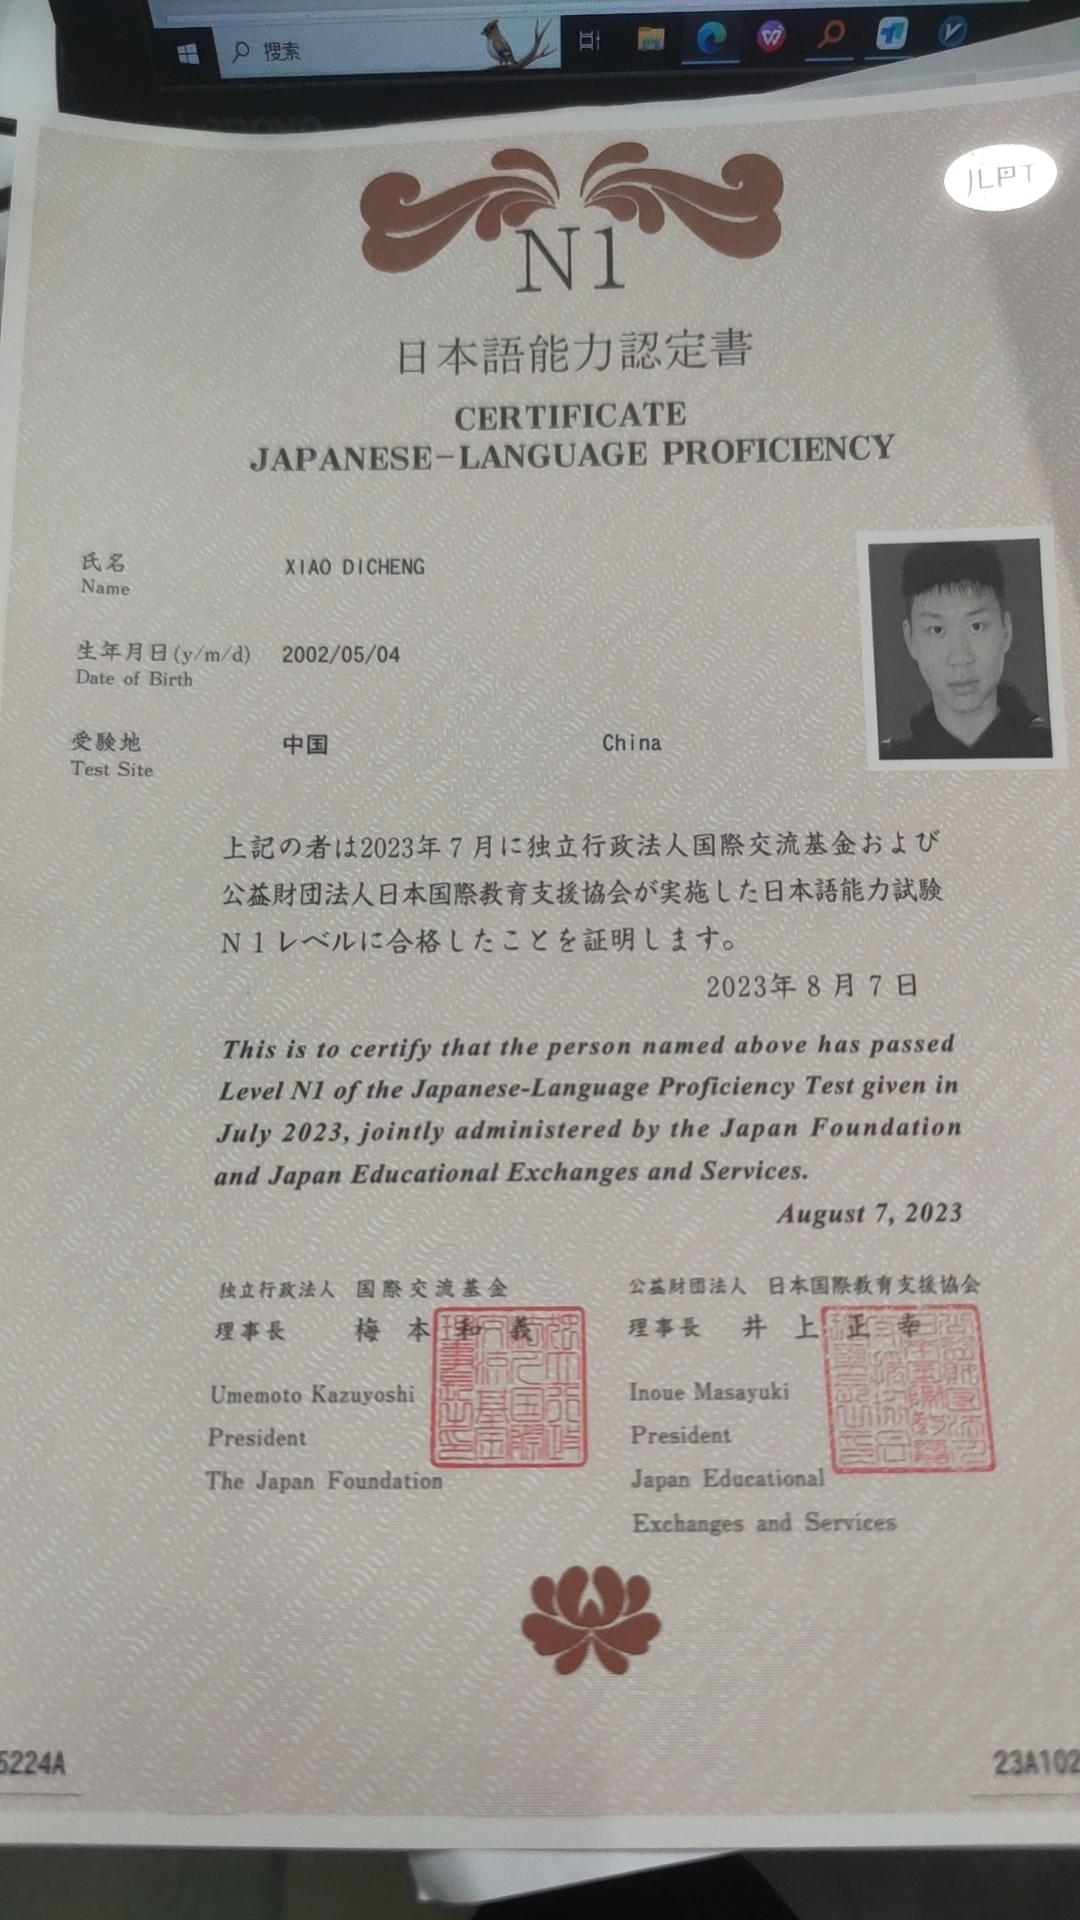 搜索
JLPT
N1
日本語能力認定書
CERTIFICATE
JAPANESE-LANGUAGE PROFICIENCY
氏名 XIAO DICHENG
Name
生年月日(y/m/d) 2002/05/04
Date of Birth
受験地 中国 China
Test Site
上記の者は2023年7月に独立行政法人国際交流基金および
公益財団法人日本国際教育支援協会が実施した日本語能力試験
N1レベルに合格したことを証明します。
2023年8月7日
This is to certify that the person named above has passed
Level N1 of the Japanese-Language Proficiency Test given in
July 2023, jointly administered by the Japan Foundation
and Japan Educational Exchanges and Services.
August 7, 2023
独立行政法人 国際交流基金
理事長 梅本和義
Umemoto Kazuyoshi
President
The Japan Foundation
公益財団法人 日本国際教育支援協会
理事長 井上正幸
Inoue Masayuki
President
Japan Educational
Exchanges and Services
5224A
23A102